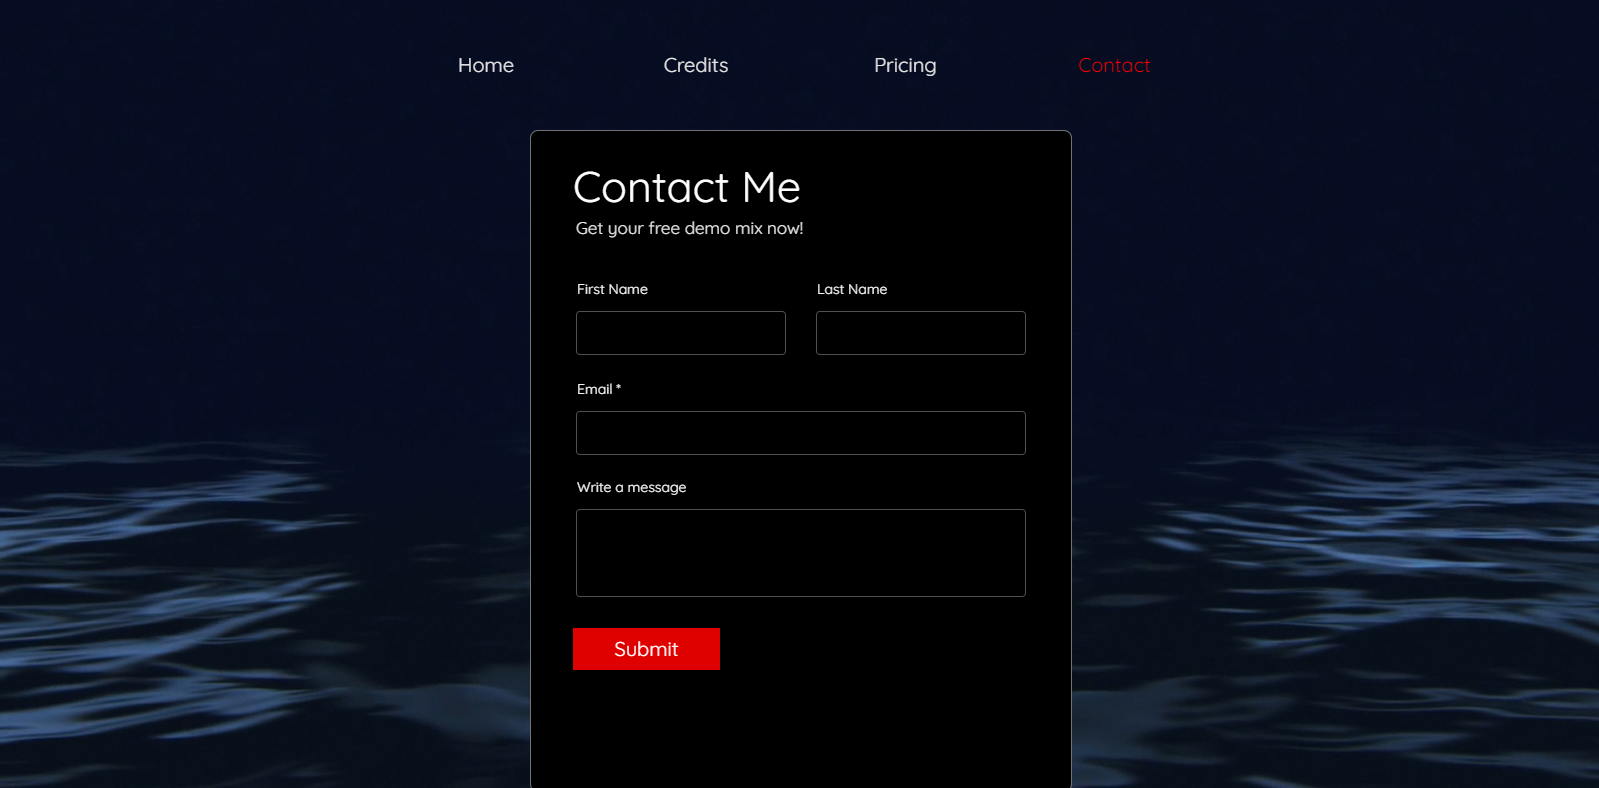 Home Credits Pricing Contact
Contact Me
Get your free demo mix now!
First Name Last Name
Email *
Write a message
Submit